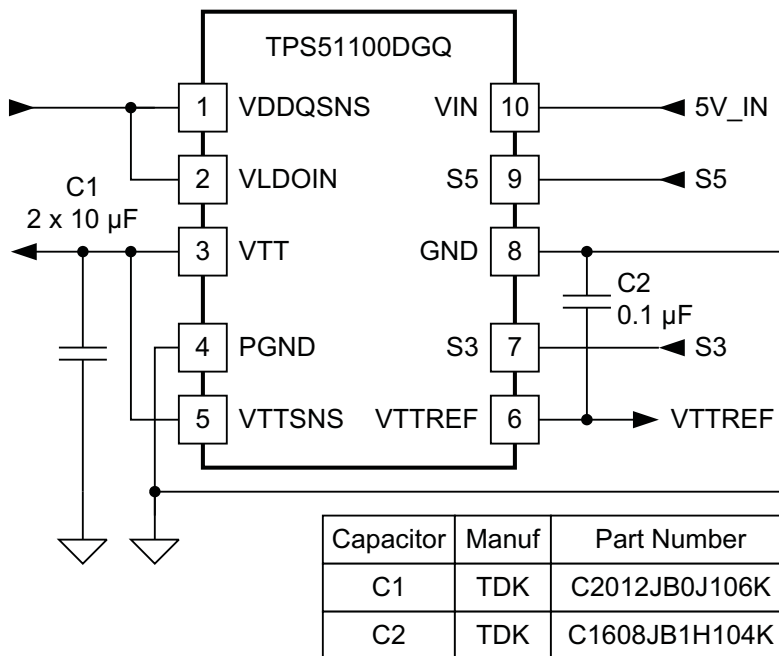 TPS51100DGQ
1 VDDQSNS VIN 10 5V_IN
2 VLDOIN S5 9 S5
C1
2 x 10 µF
3 VTT GND 8
C2
0.1 µF
4 PGND S3 7 S3
5 VTTSNS VTTREF 6 VTTREF
Capacitor Manuf Part Number
C1 TDK C2012JB0J106K
C2 TDK C1608JB1H104K